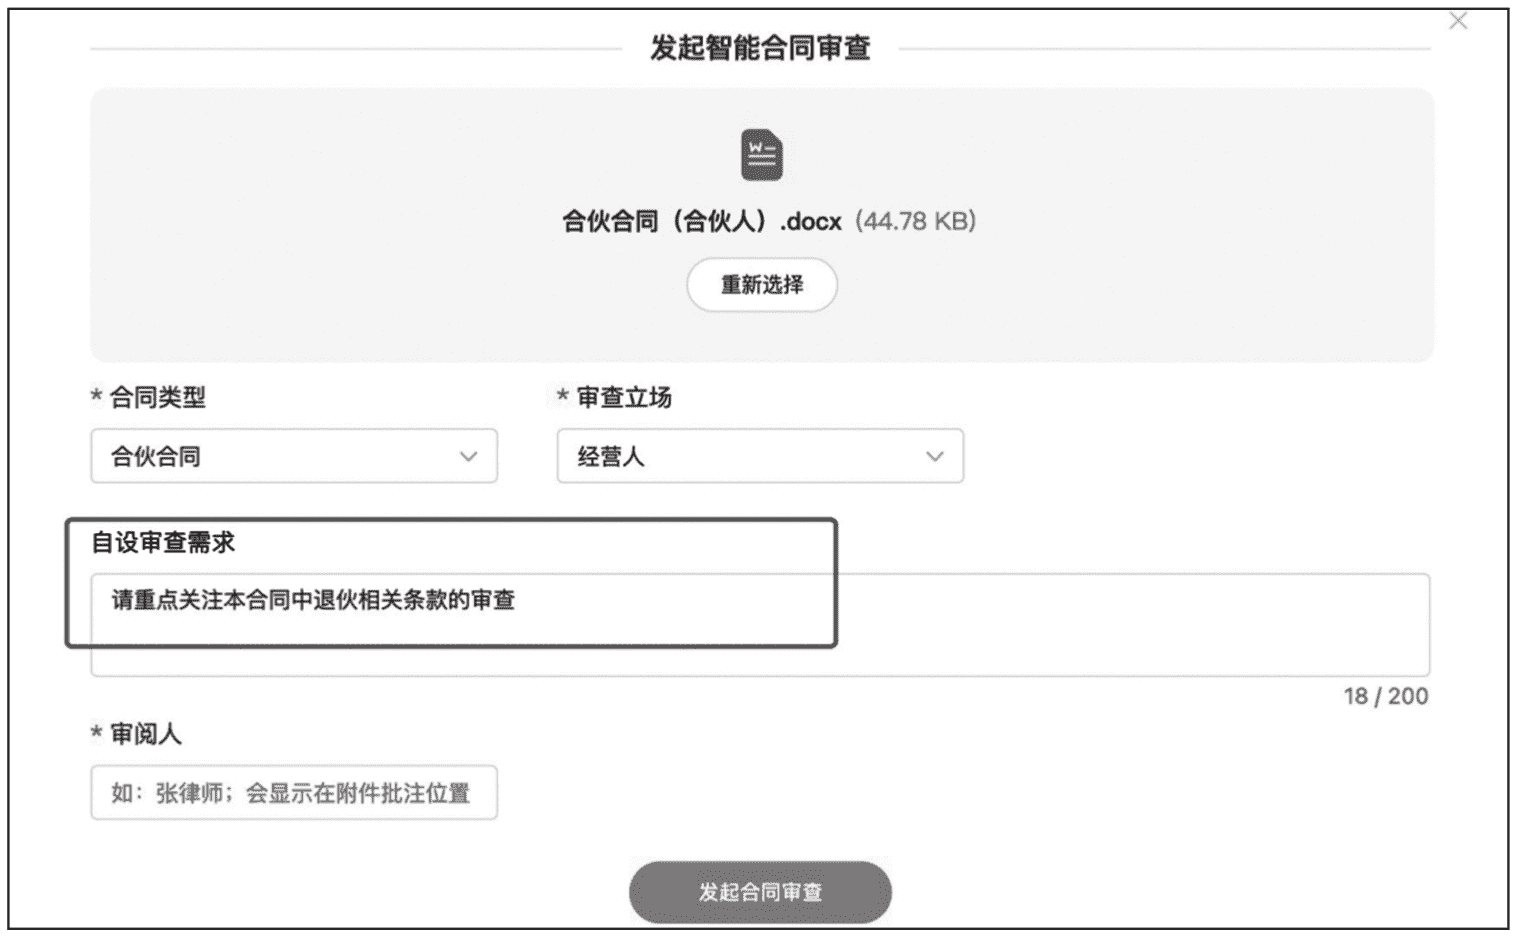 发起智能合同审查
W
合伙合同（合伙人）.docx (44.78 KB)
重新选择
* 合同类型
* 审查立场
合伙合同
经营人
自设审查需求
请重点关注本合同中退伙相关条款的审查
18 / 200
* 审阅人
如：张律师；会显示在附件批注位置
发起合同审查